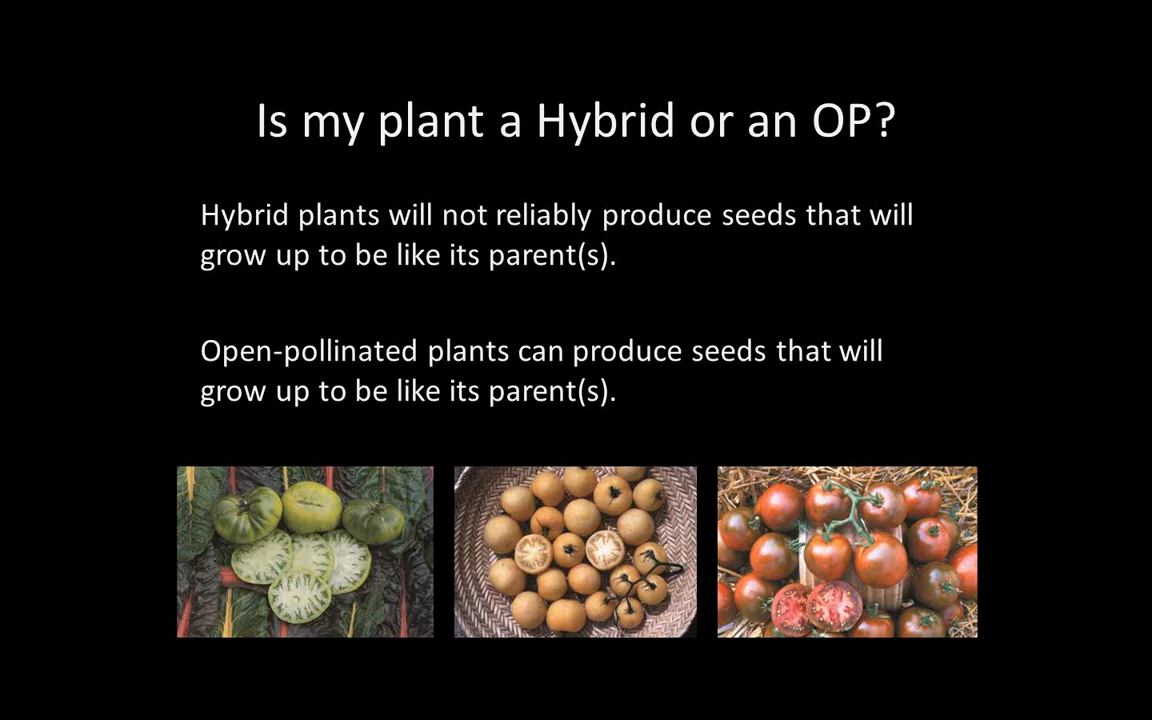 Is my plant a Hybrid or an OP?
Hybrid plants will not reliably produce seeds that will
grow up to be like its parent(s).
Open-pollinated plants can produce seeds that will
grow up to be like its parent(s).